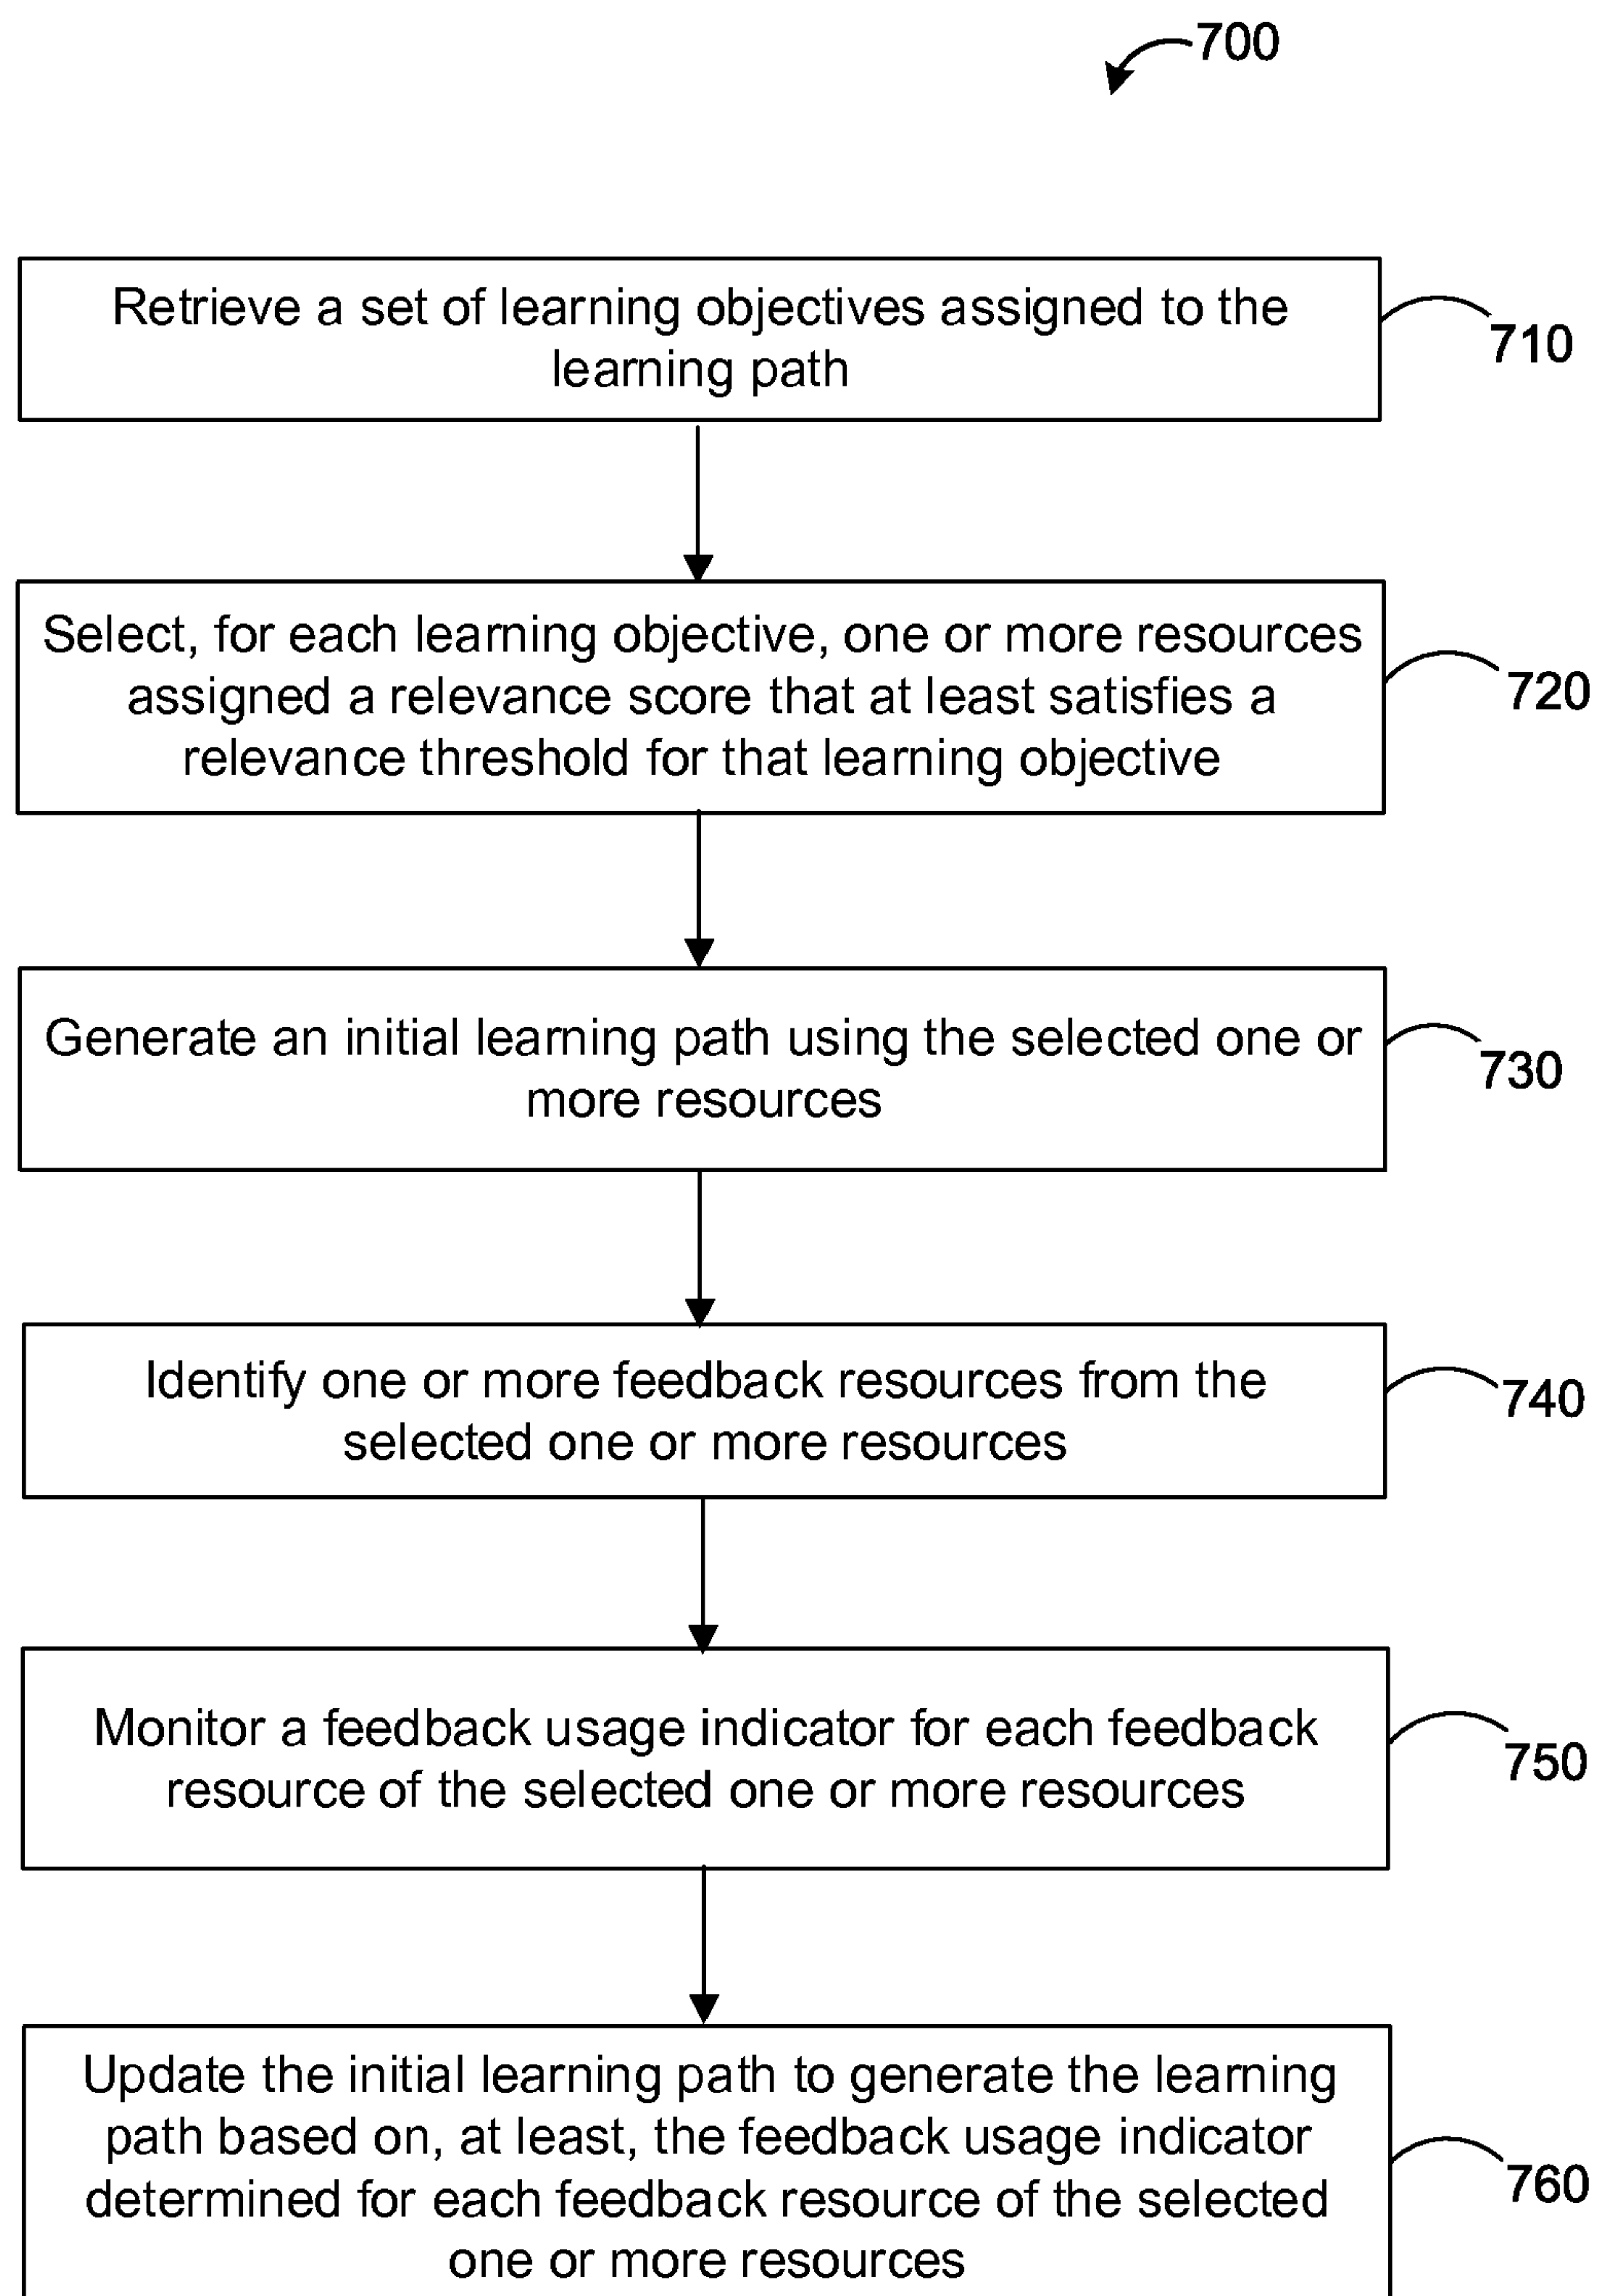 700
Retrieve a set of learning objectives assigned to the
learning path
710
Select, for each learning objective, one or more resources
assigned a relevance score that at least satisfies a
relevance threshold for that learning objective
720
Generate an initial learning path using the selected one or
more resources
730
Identify one or more feedback resources from the
selected one or more resources
740
Monitor a feedback usage indicator for each feedback
resource of the selected one or more resources
750
Update the initial learning path to generate the learning
path based on, at least, the feedback usage indicator
determined for each feedback resource of the selected
one or more resources
760